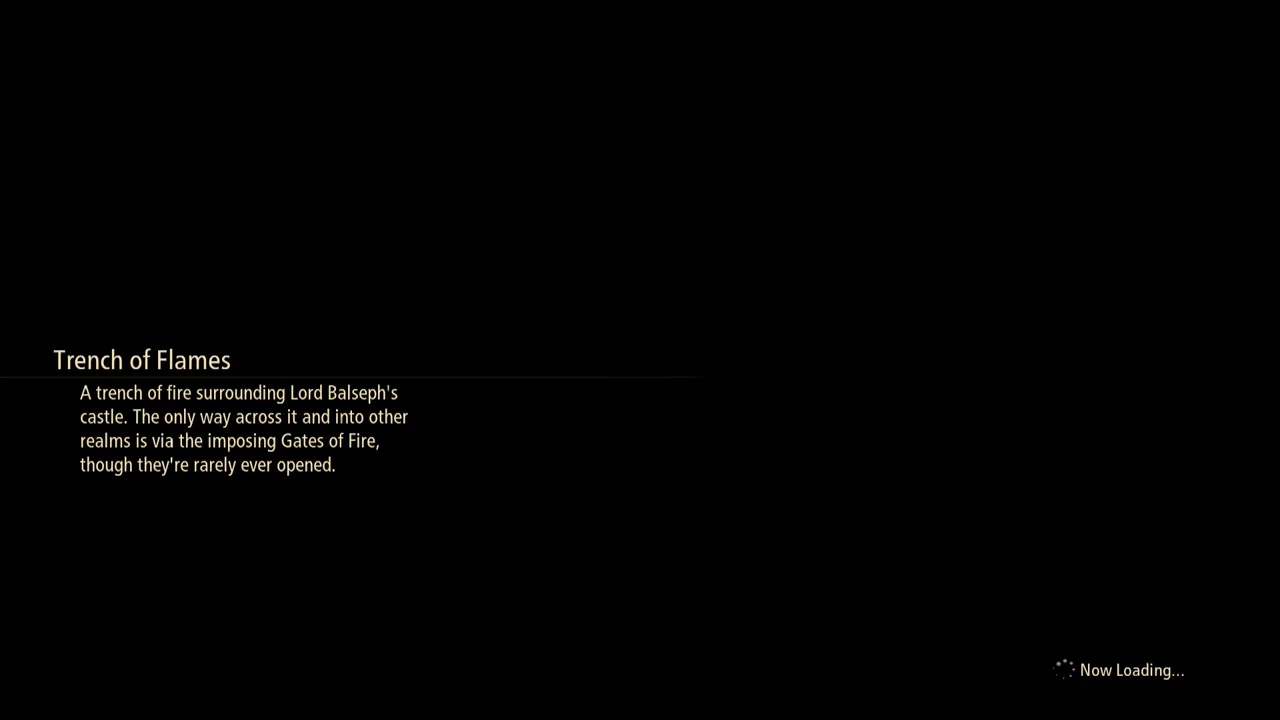 Trench of Flames
A trench of fire surrounding Lord Balseph's
castle. The only way across it and into other
realms is via the imposing Gates of Fire,
though they're rarely ever opened.
Now Loading...